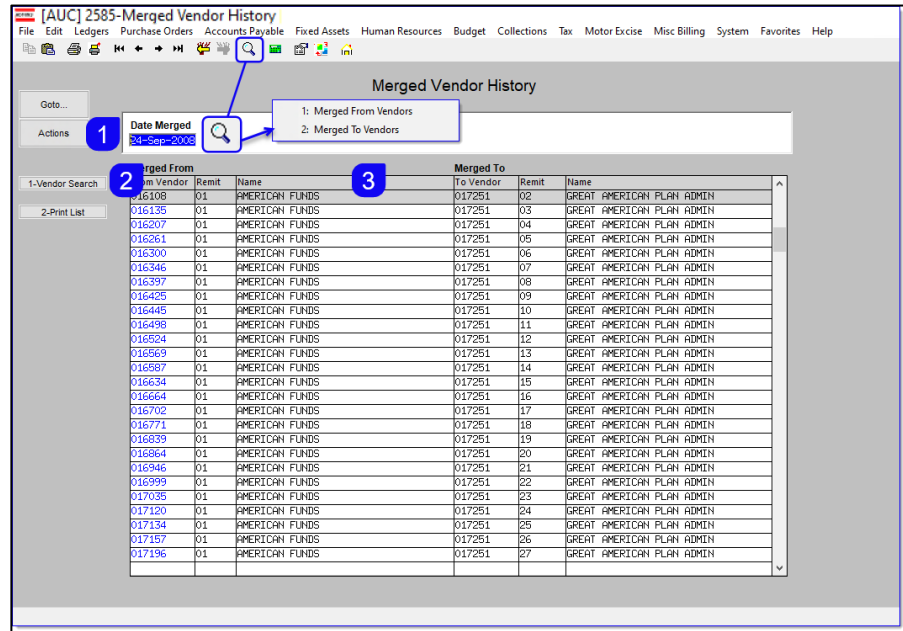 [AUC] 2585-Merged Vendor History
File Edit Ledgers Purchase Orders Accounts Payable Fixed Assets Human Resources Budget Collections Tax Motor Excise Misc Billing System Favorites Help
Merged Vendor History
Goto...
Actions
1
Date Merged
24-Sep-2008
1: Merged From Vendors
2: Merged To Vendors
1-Vendor Search
2-Print List
2
3
erged From Merged To
om Vendor Remit Name To Vendor Remit Name
016108 01 AMERICAN FUNDS 017251 02 GREAT AMERICAN PLAN ADMIN
016135 01 AMERICAN FUNDS 017251 03 GREAT AMERICAN PLAN ADMIN
016207 01 AMERICAN FUNDS 017251 04 GREAT AMERICAN PLAN ADMIN
016261 01 AMERICAN FUNDS 017251 05 GREAT AMERICAN PLAN ADMIN
016300 01 AMERICAN FUNDS 017251 06 GREAT AMERICAN PLAN ADMIN
016346 01 AMERICAN FUNDS 017251 07 GREAT AMERICAN PLAN ADMIN
016397 01 AMERICAN FUNDS 017251 08 GREAT AMERICAN PLAN ADMIN
016425 01 AMERICAN FUNDS 017251 09 GREAT AMERICAN PLAN ADMIN
016445 01 AMERICAN FUNDS 017251 10 GREAT AMERICAN PLAN ADMIN
016498 01 AMERICAN FUNDS 017251 11 GREAT AMERICAN PLAN ADMIN
016524 01 AMERICAN FUNDS 017251 12 GREAT AMERICAN PLAN ADMIN
016569 01 AMERICAN FUNDS 017251 13 GREAT AMERICAN PLAN ADMIN
016587 01 AMERICAN FUNDS 017251 14 GREAT AMERICAN PLAN ADMIN
016634 01 AMERICAN FUNDS 017251 15 GREAT AMERICAN PLAN ADMIN
016664 01 AMERICAN FUNDS 017251 16 GREAT AMERICAN PLAN ADMIN
016702 01 AMERICAN FUNDS 017251 17 GREAT AMERICAN PLAN ADMIN
016771 01 AMERICAN FUNDS 017251 18 GREAT AMERICAN PLAN ADMIN
016839 01 AMERICAN FUNDS 017251 19 GREAT AMERICAN PLAN ADMIN
016864 01 AMERICAN FUNDS 017251 20 GREAT AMERICAN PLAN ADMIN
016946 01 AMERICAN FUNDS 017251 21 GREAT AMERICAN PLAN ADMIN
016999 01 AMERICAN FUNDS 017251 22 GREAT AMERICAN PLAN ADMIN
017035 01 AMERICAN FUNDS 017251 23 GREAT AMERICAN PLAN ADMIN
017120 01 AMERICAN FUNDS 017251 24 GREAT AMERICAN PLAN ADMIN
017134 01 AMERICAN FUNDS 017251 25 GREAT AMERICAN PLAN ADMIN
017157 01 AMERICAN FUNDS 017251 26 GREAT AMERICAN PLAN ADMIN
017196 01 AMERICAN FUNDS 017251 27 GREAT AMERICAN PLAN ADMIN